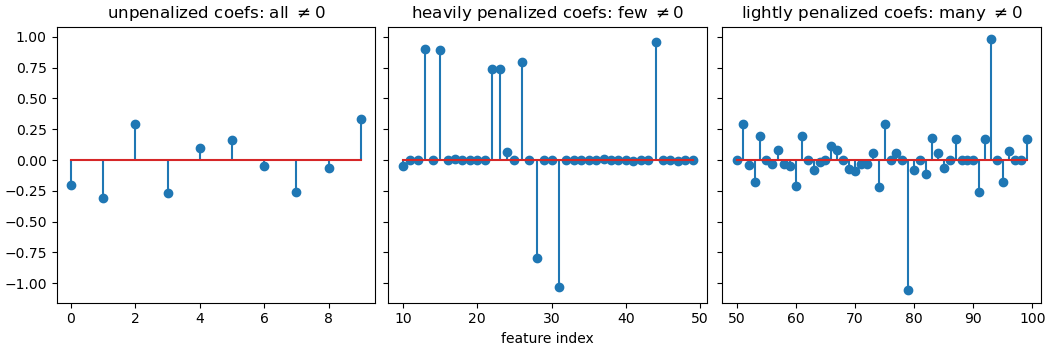 unpenalized coefs: all ≠0
heavily penalized coefs: few ≠0
lightly penalized coefs: many ≠0
1.00
0.75
0.50
0.25
0.00
−0.25
−0.50
−0.75
−1.00
0 2 4 6 8
10 20 30 40 50
50 60 70 80 90 100
feature index